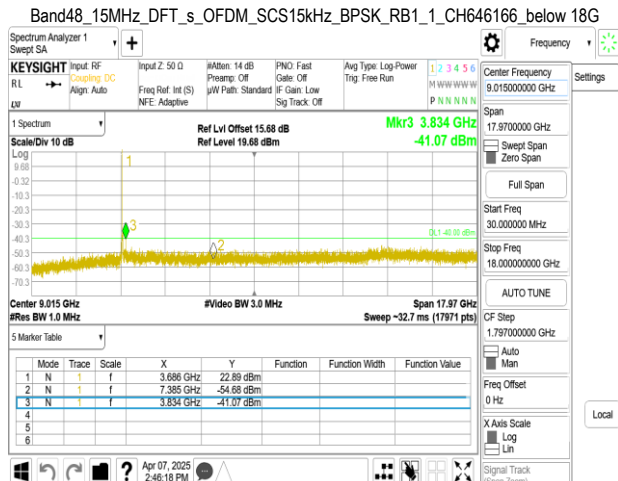 Band48_15MHz_DFT_s_OFDM_SCS15kHz_BPSK_RB1_1_CH646166_below 18G
Spectrum Analyzer 1
Swept SA
Frequency
KEYSIGHT
RL
Input: RF
Coupling: DC
Align: Auto
Input Z: 50 Ω
Freq Ref: Int (S)
NFE: Adaptive
#Atten: 14 dB
Preamp: Off
µW Path: Standard
PNO: Fast
Gate: Off
IF Gain: Low
Sig Track: Off
Avg Type: Log-Power
Trig: Free Run
1 2 3 4 5 6
M W W W W W
P N N N N N
Center Frequency
9.015000000 GHz
Settings
Span
17.9700000 GHz
Swept Span
Zero Span
Full Span
Start Freq
30.000000 MHz
Stop Freq
18.000000000 GHz
AUTO TUNE
CF Step
1.797000000 GHz
Auto
Man
Freq Offset
0 Hz
Local
X Axis Scale
Log
Lin
Signal Track
(Span Zoom)
1 Spectrum
Scale/Div 10 dB
Ref Lvl Offset 15.68 dB
Ref Level 19.68 dBm
Mkr3 3.834 GHz
-41.07 dBm
Log
9.68
-0.32
-10.3
-20.3
-30.3
-40.3
-50.3
-60.3
-70.3
1
3
2
DL1 -40.00 dBm
Center 9.015 GHz
#Res BW 1.0 MHz
#Video BW 3.0 MHz
Span 17.97 GHz
Sweep ~32.7 ms (17971 pts)
5 Marker Table
Mode Trace Scale X Y Function Function Width Function Value
1 N 1 f 3.686 GHz 22.89 dBm
2 N 1 f 7.385 GHz -54.68 dBm
3 N 1 f 3.834 GHz -41.07 dBm
4
5
6
?
Apr 07, 2025
2:46:18 PM